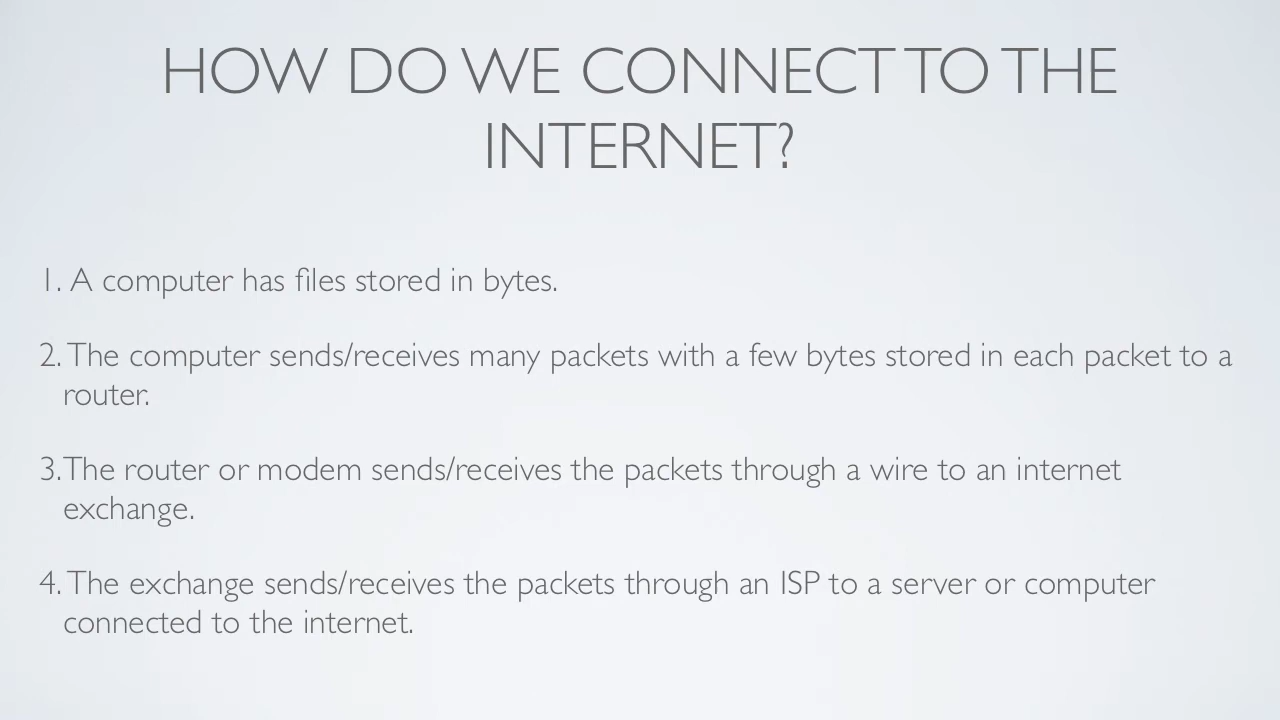 HOW DO WE CONNECT TO THE
INTERNET?
1. A computer has files stored in bytes.
2. The computer sends/receives many packets with a few bytes stored in each packet to a
router.
3. The router or modem sends/receives the packets through a wire to an internet
exchange.
4. The exchange sends/receives the packets through an ISP to a server or computer
connected to the internet.